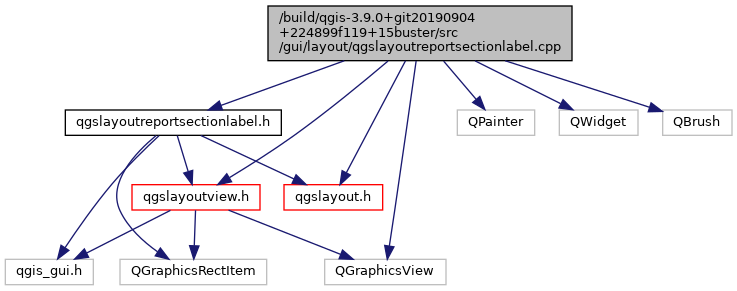 /build/qgis-3.9.0+git20190904
+224899f119+15buster/src
/gui/layout/qgslayoutreportsectionlabel.cpp
qgslayoutreportsectionlabel.h
QPainter
QWidget
QBrush
qgslayoutview.h
qgslayout.h
qgis_gui.h
QGraphicsRectItem
QGraphicsView